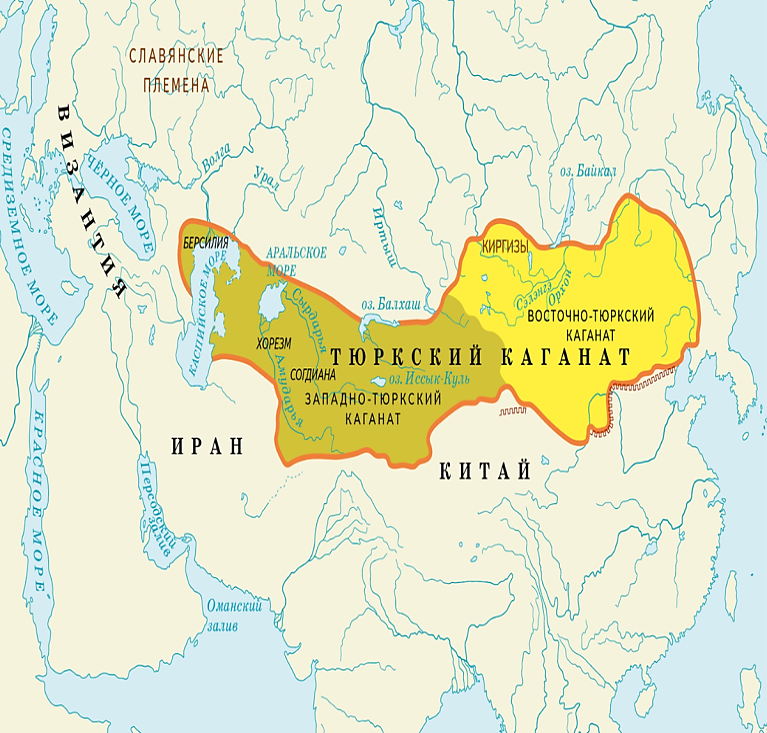 СЛАВЯНСКИЕ
ПЛЕМЕНА
ВИЗАНТИЯ
СРЕДИЗЕМНОЕ МОРЕ
ЧЁРНОЕ МОРЕ
Волга
Урал
Иртыш
оз. Байкал
БЕРСИЛИЯ
КИРГИЗЫ
АРАЛЬСКОЕ
МОРЕ
КАСПИЙСКОЕ МОРЕ
Сырдарья
оз. Балхаш
Сэлэнгэ
Орхон
ВОСТОЧНО-ТЮРКСКИЙ
КАГАНАТ
ХОРЕЗМ
ТЮРКСКИЙ КАГАНАТ
Амударья
СОГДИАНА
оз. Иссык-Куль
ЗАПАДНО-ТЮРКСКИЙ
КАГАНАТ
ИРАН
КИТАЙ
КРАСНОЕ МОРЕ
Персидский
залив
Оманский
залив